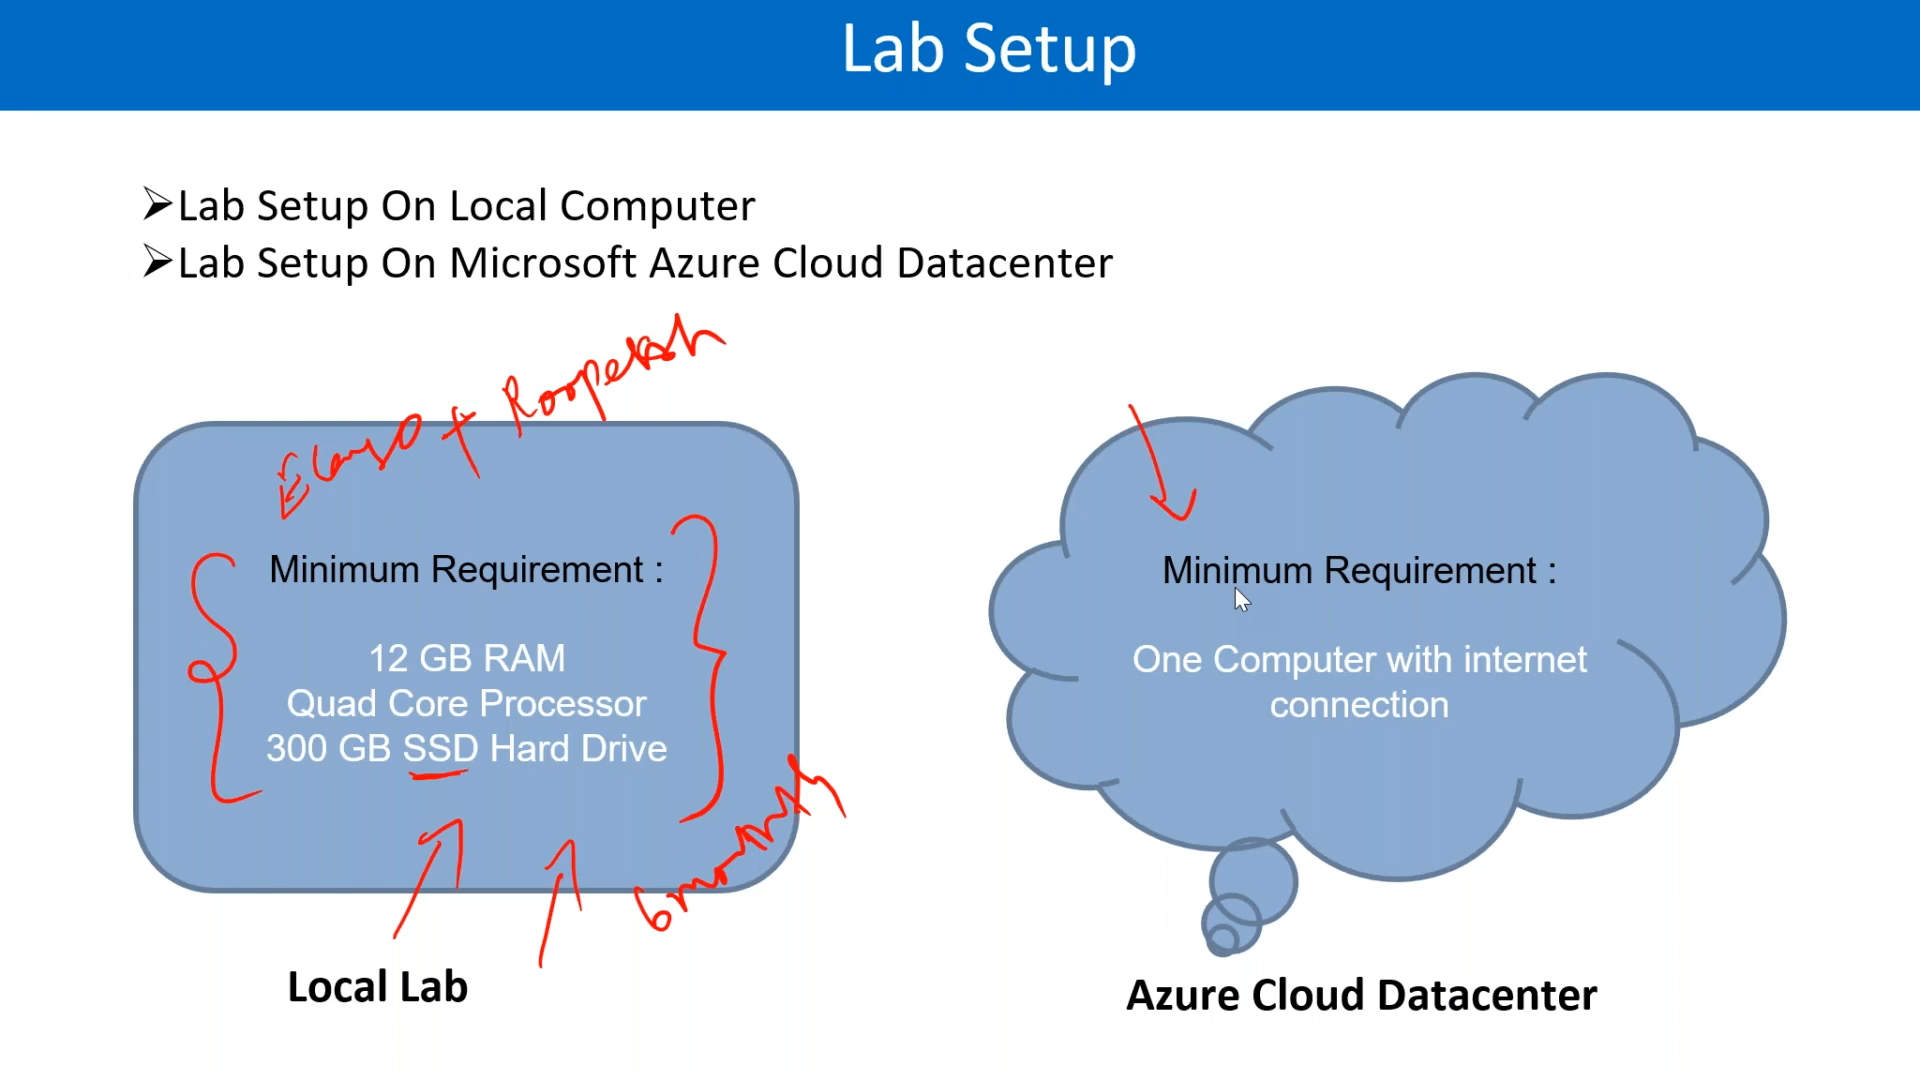 Lab Setup
➢Lab Setup On Local Computer
➢Lab Setup On Microsoft Azure Cloud Datacenter
Minimum Requirement :
12 GB RAM
Quad Core Processor
300 GB SSD Hard Drive
6 month
Local Lab
Minimum Requirement :
One Computer with internet
connection
Azure Cloud Datacenter